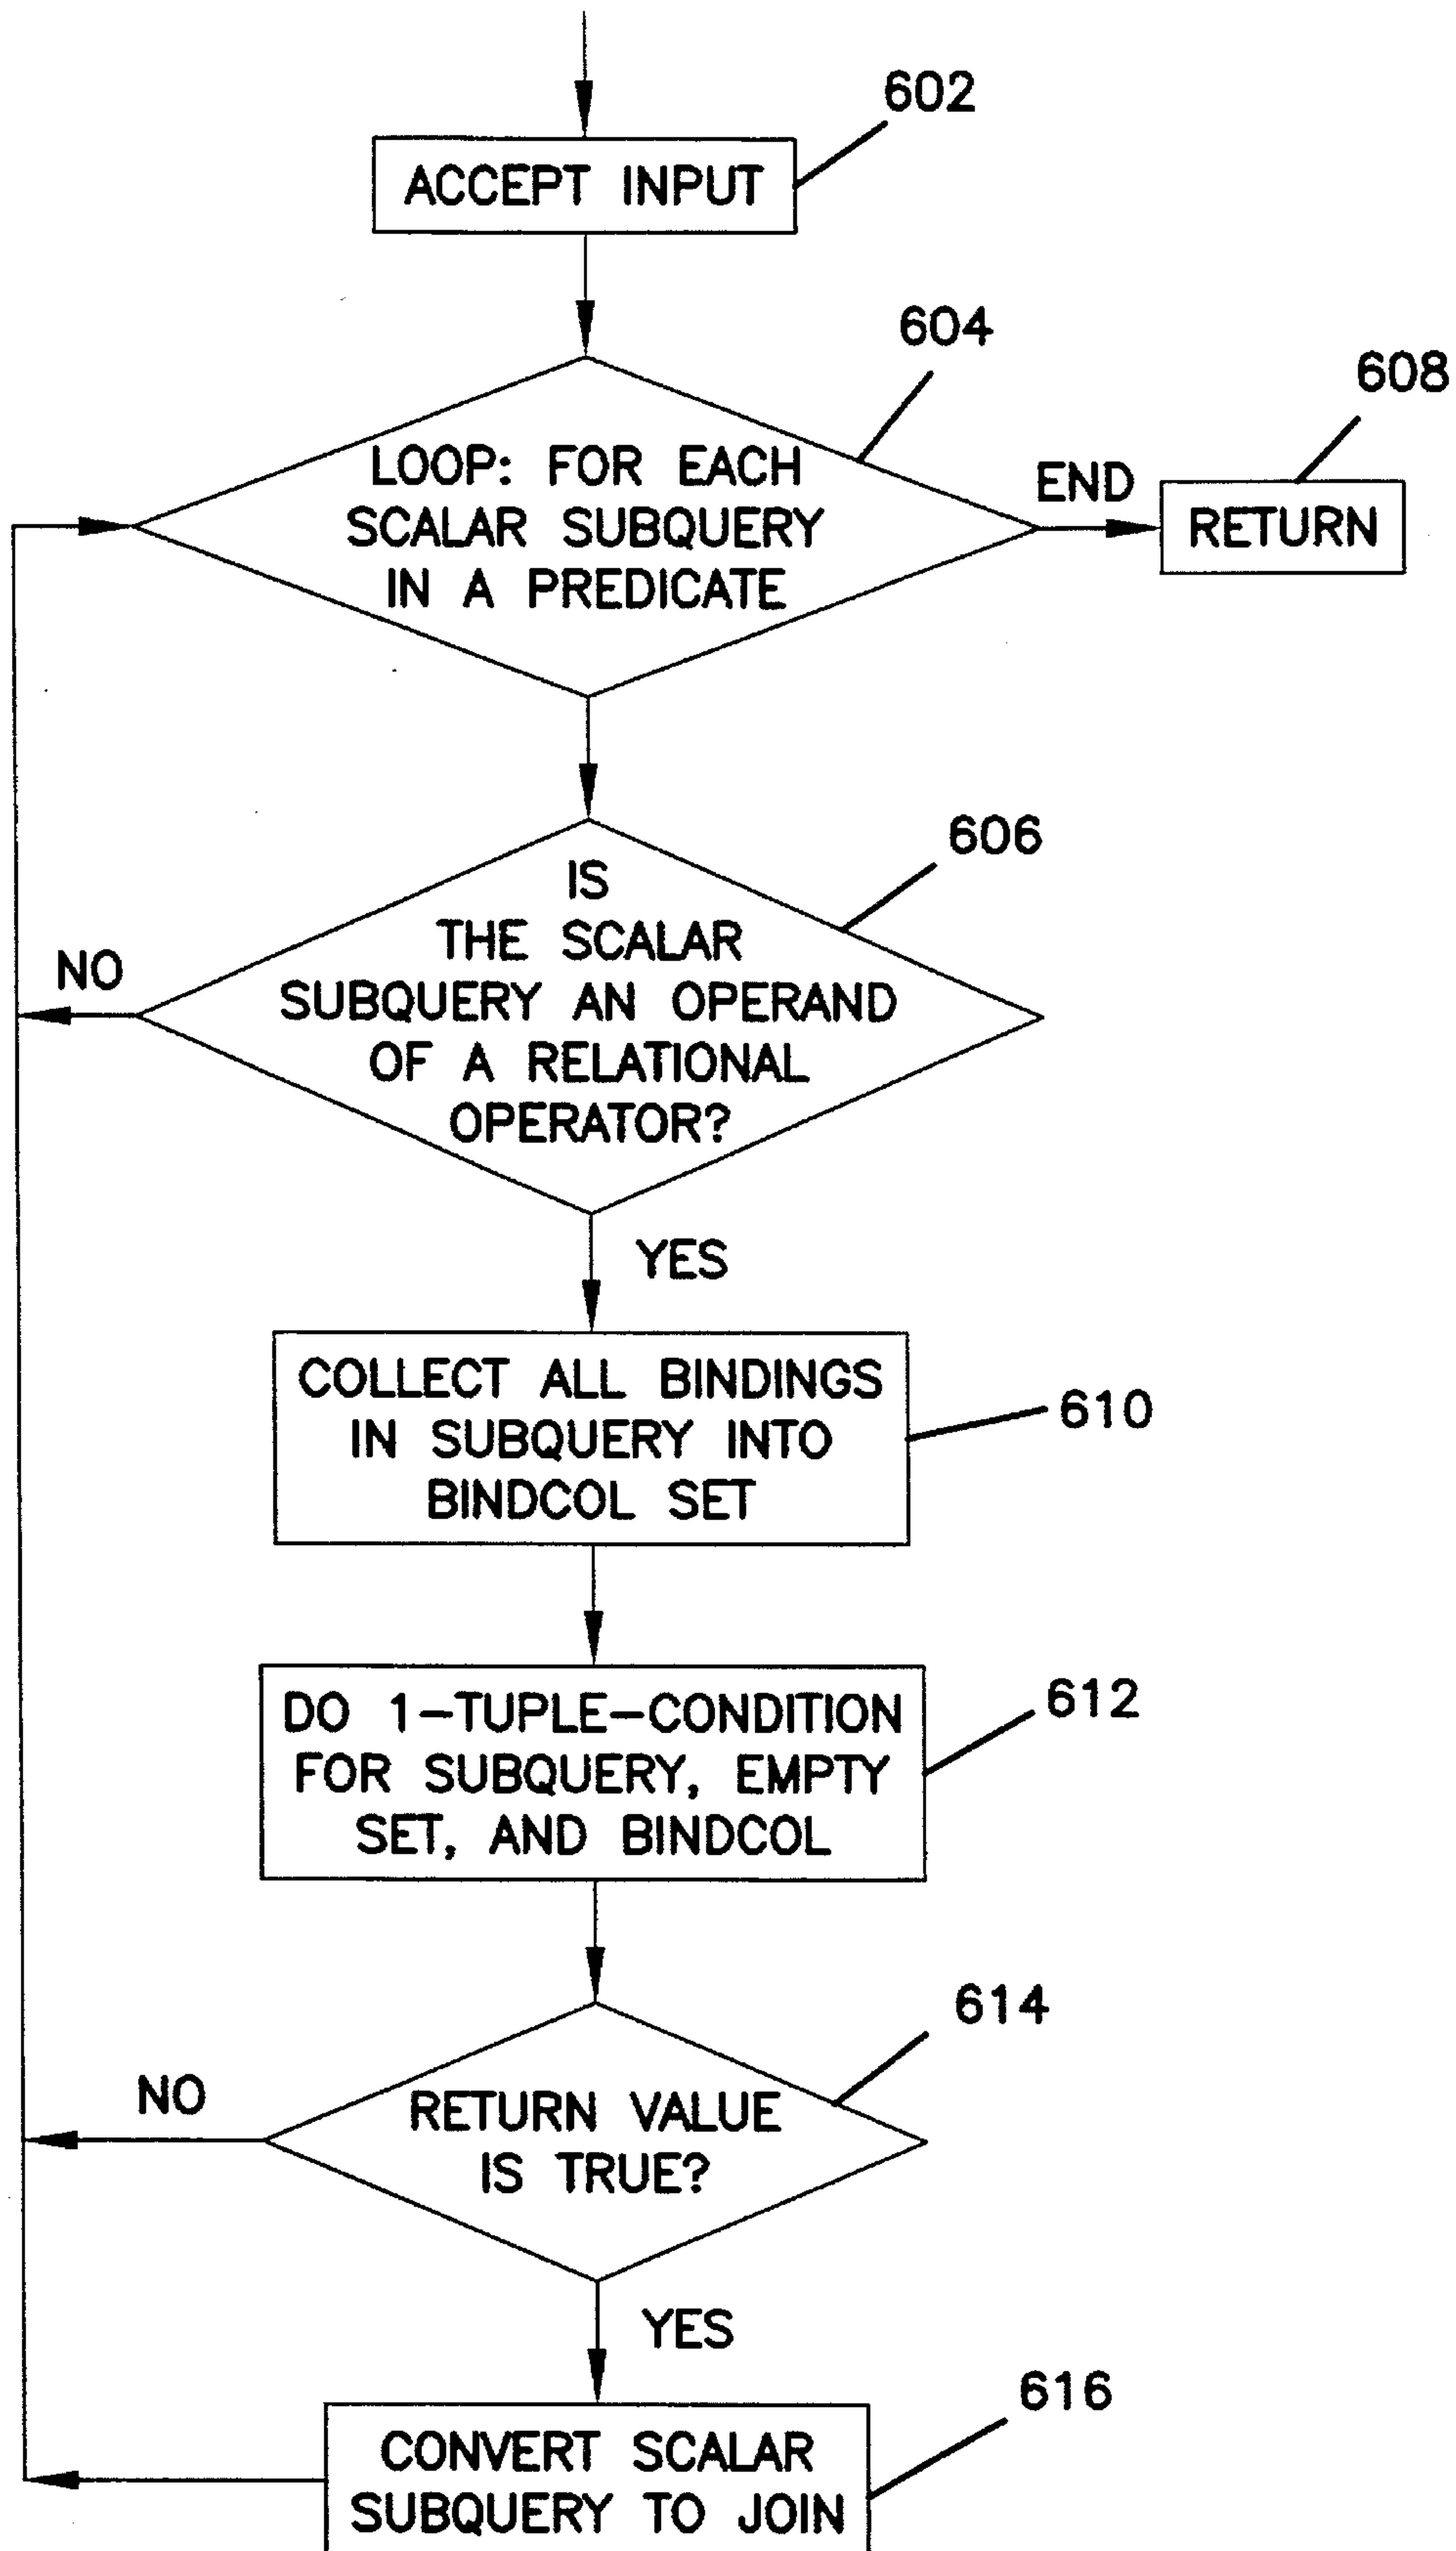 602
ACCEPT INPUT
604
608
LOOP: FOR EACH
SCALAR SUBQUERY
IN A PREDICATE
END
RETURN
606
IS
THE SCALAR
SUBQUERY AN OPERAND
OF A RELATIONAL
OPERATOR?
NO
YES
COLLECT ALL BINDINGS
IN SUBQUERY INTO
BINDCOL SET
610
DO 1-TUPLE-CONDITION
FOR SUBQUERY, EMPTY
SET, AND BINDCOL
612
614
NO
RETURN VALUE
IS TRUE?
YES
616
CONVERT SCALAR
SUBQUERY TO JOIN